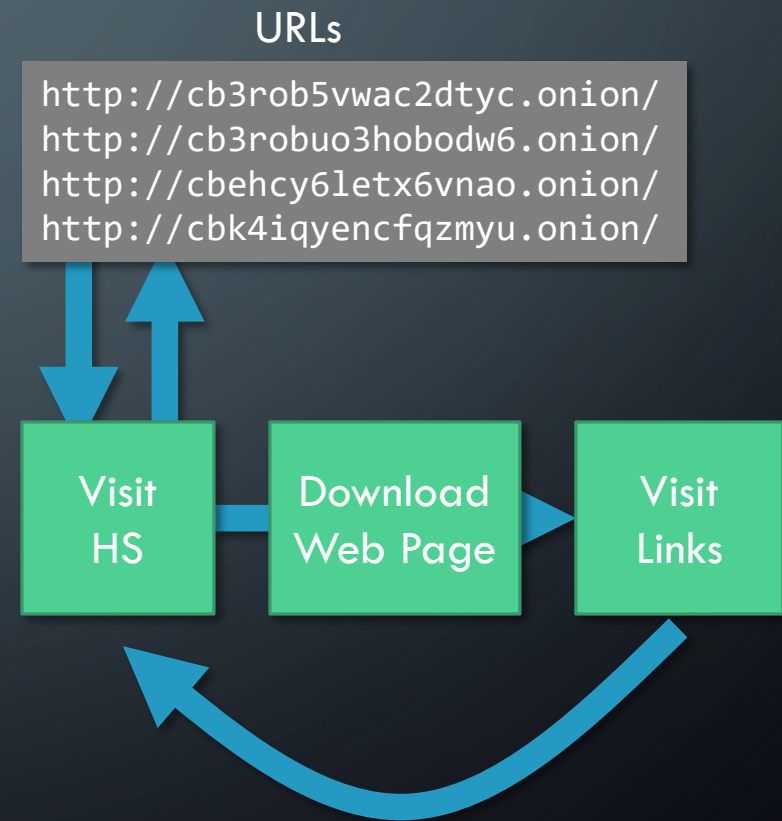 URLs
http://cb3rob5vwac2dtyc.onion/
http://cb3robuo3hobodw6.onion/
http://cbehcy6letx6vnao.onion/
http://cbk4iqyencfqzmyu.onion/
Visit
HS
Download
Web Page
Visit
Links